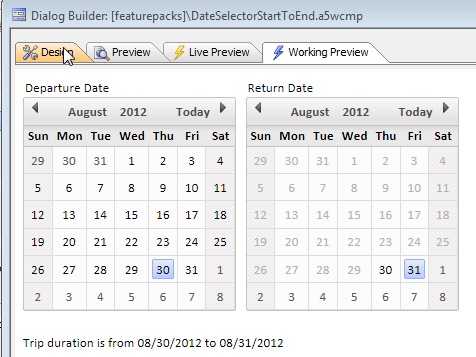 Dialog Builder: [featurepacks]\DateSelectorStartToEnd.a5wcmp
Design Preview Live Preview Working Preview
Departure Date Return Date
August 2012 Today August 2012 Today
Sun Mon Tue Wed Thu Fri Sat Sun Mon Tue Wed Thu Fri Sat
29 30 31 1 2 3 4 29 30 31 1 2 3 4
5 6 7 8 9 10 11 5 6 7 8 9 10 11
12 13 14 15 16 17 18 12 13 14 15 16 17 18
19 20 21 22 23 24 25 19 20 21 22 23 24 25
26 27 28 29 30 31 1 26 27 28 29 30 31 1
2 3 4 5 6 7 8 2 3 4 5 6 7 8
Trip duration is from 08/30/2012 to 08/31/2012